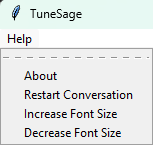 TuneSage
Help
About
Restart Conversation
Increase Font Size
Decrease Font Size